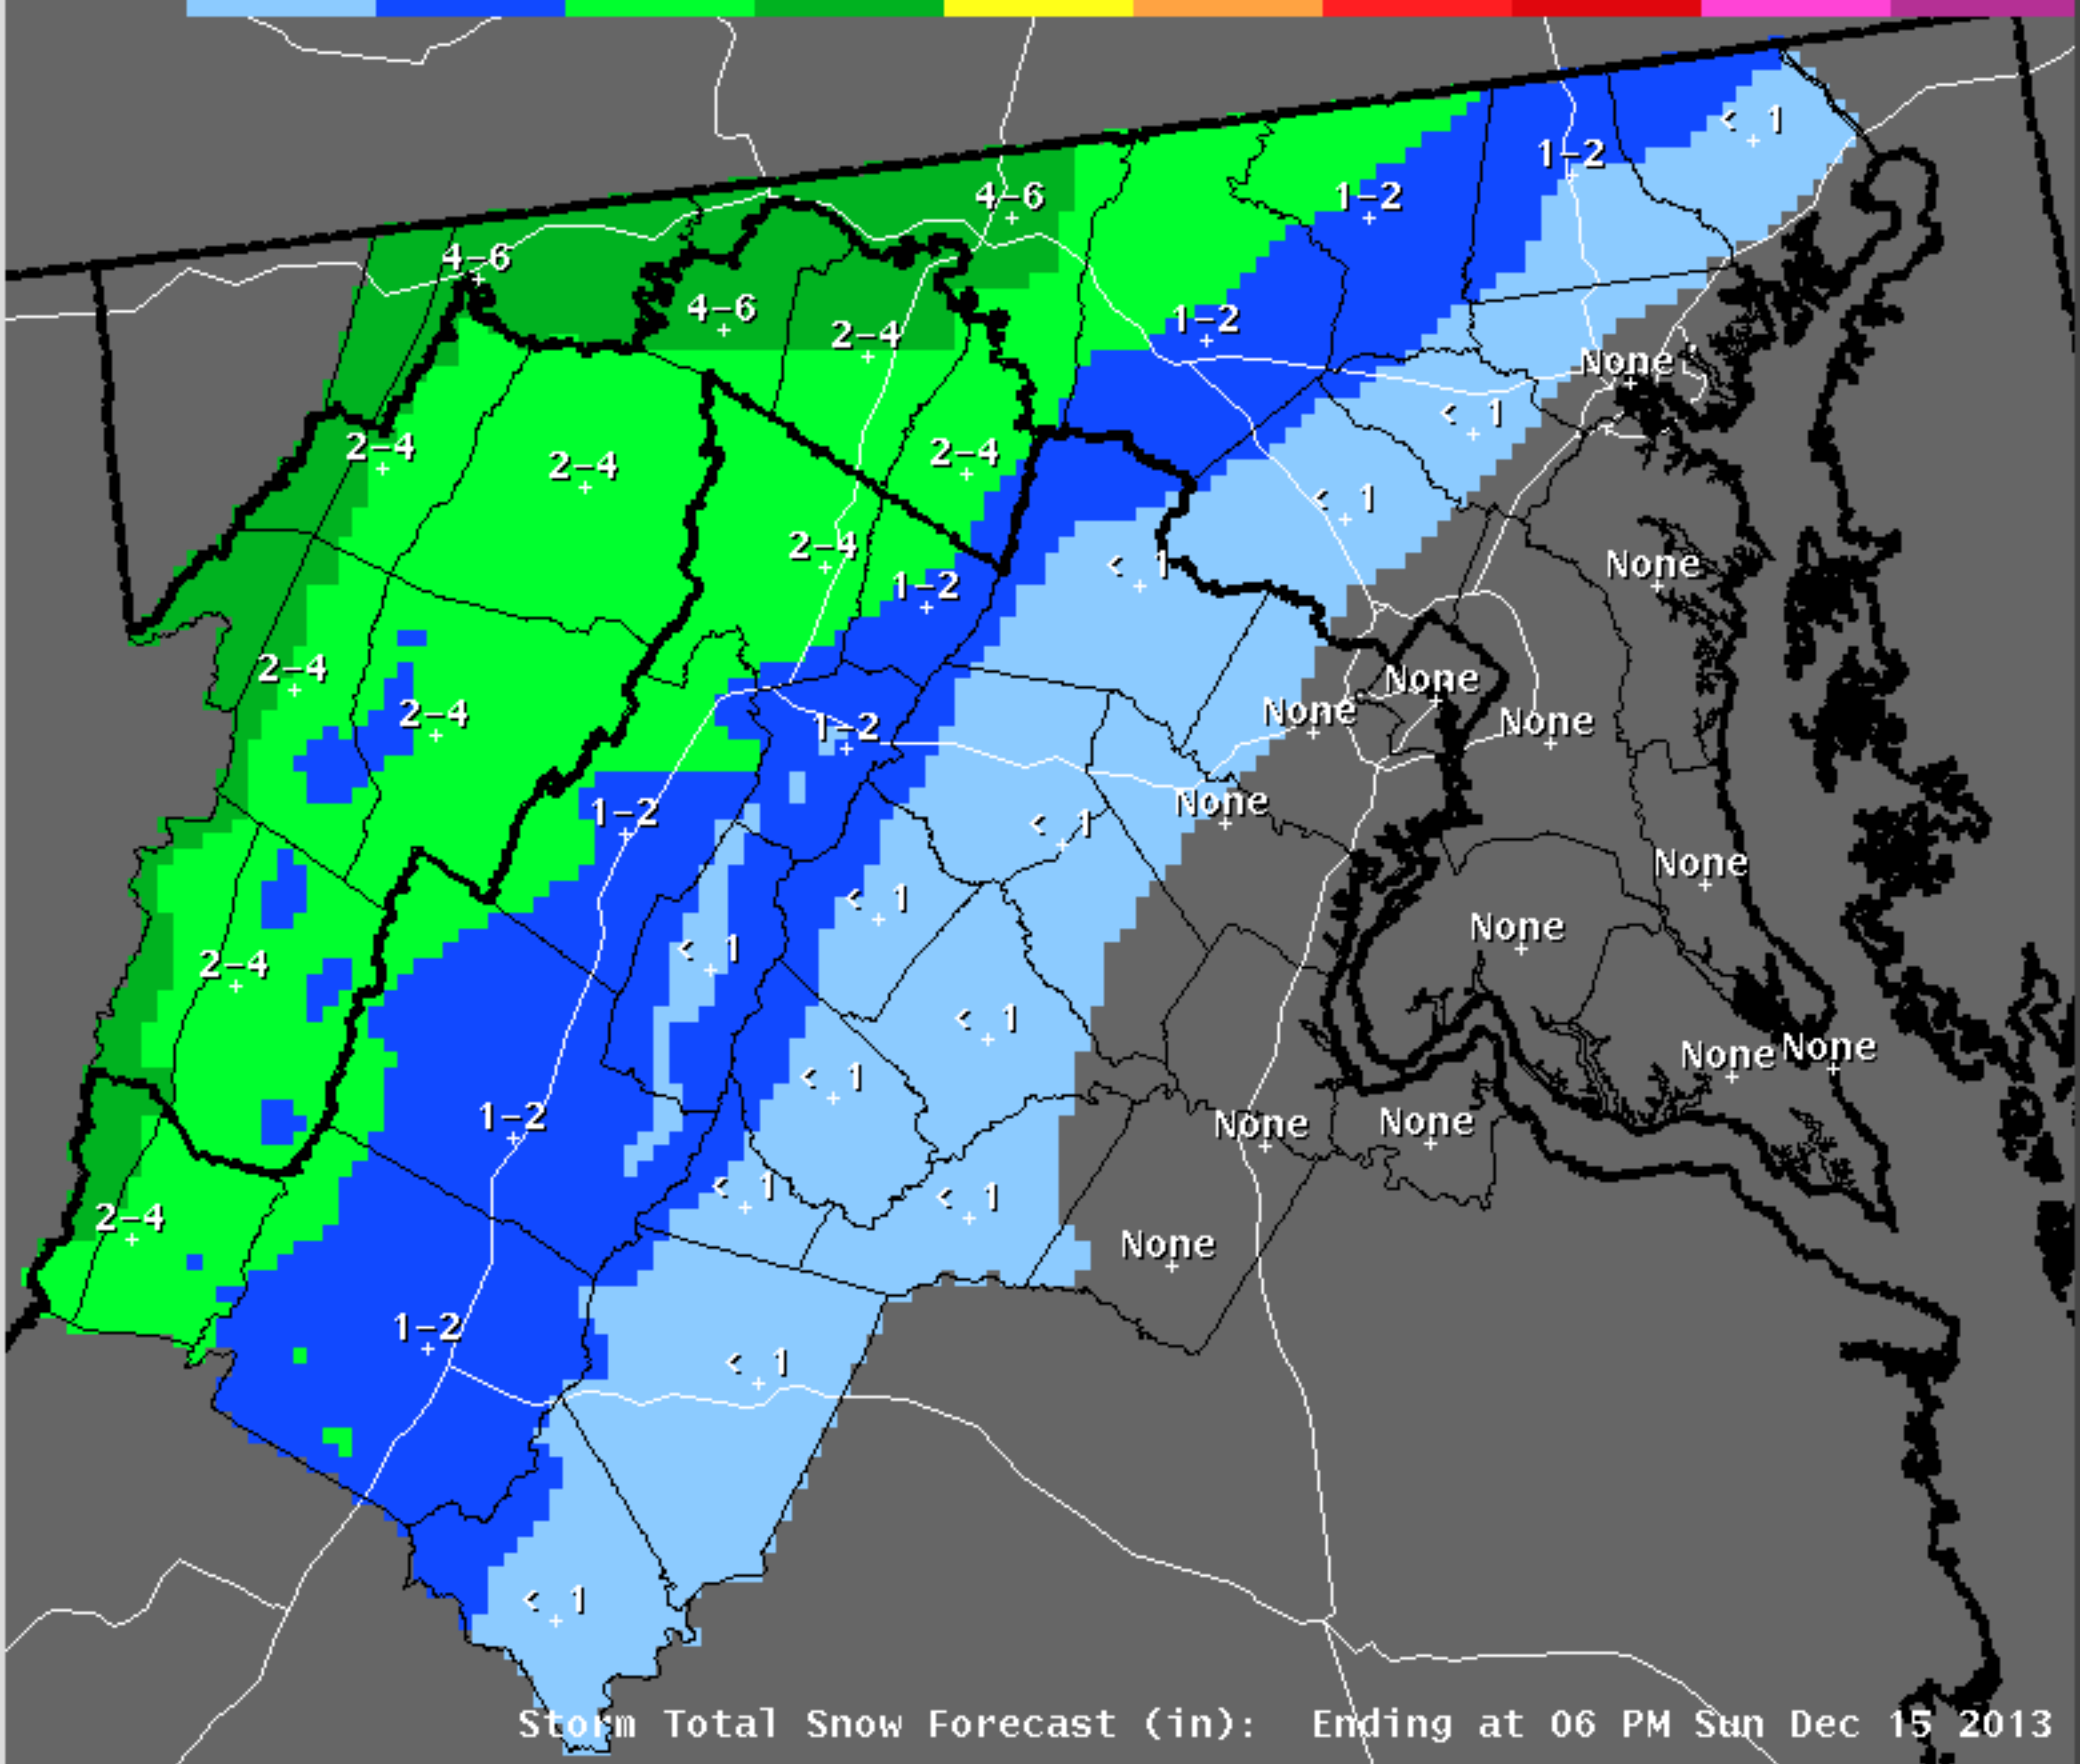 < 1
1-2
1-2
4-6
4-6
4-6
1-2
2-4
None
< 1
2-4
2-4
2-4
< 1
2-4
None
< 1
1-2
2-4
None
2-4
None
None
1-2
None
1-2
< 1
None
< 1
None
< 1
2-4
< 1
None
None
< 1
None
None
1-2
< 1
< 1
2-4
None
1-2
< 1
< 1
Storm Total Snow Forecast (in): Ending at 06 PM Sun Dec 15 2013